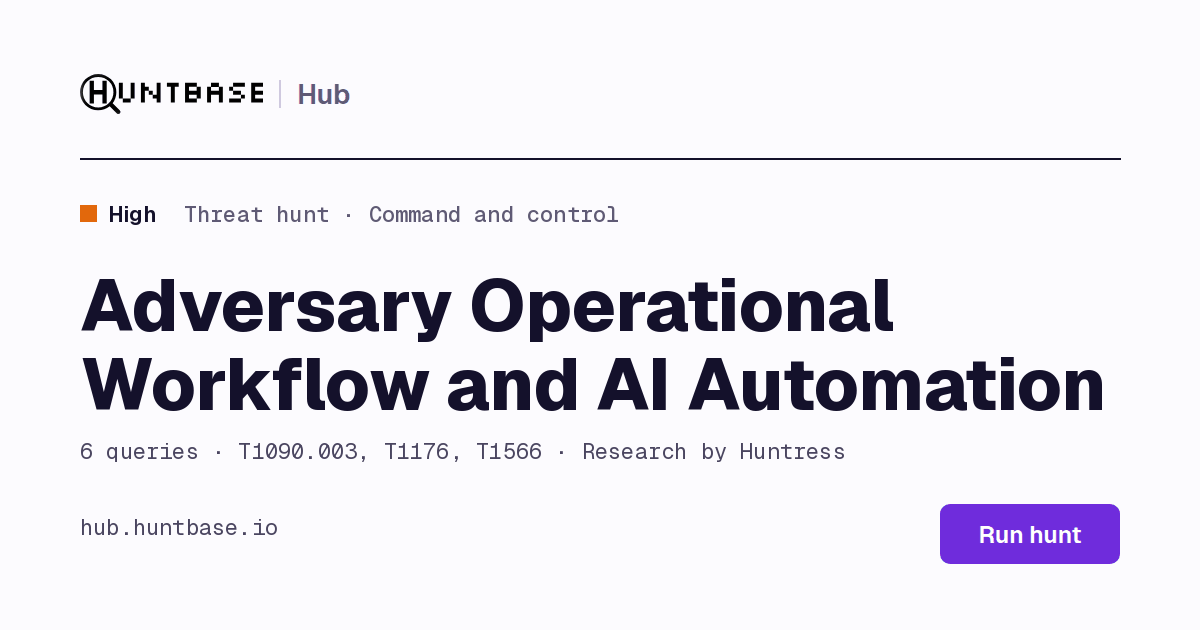 HUNTBASE Hub
High Threat hunt · Command and control
Adversary Operational
Workflow and AI Automation
6 queries · T1090.003, T1176, T1566 · Research by Huntress
hub.huntbase.io
Run hunt